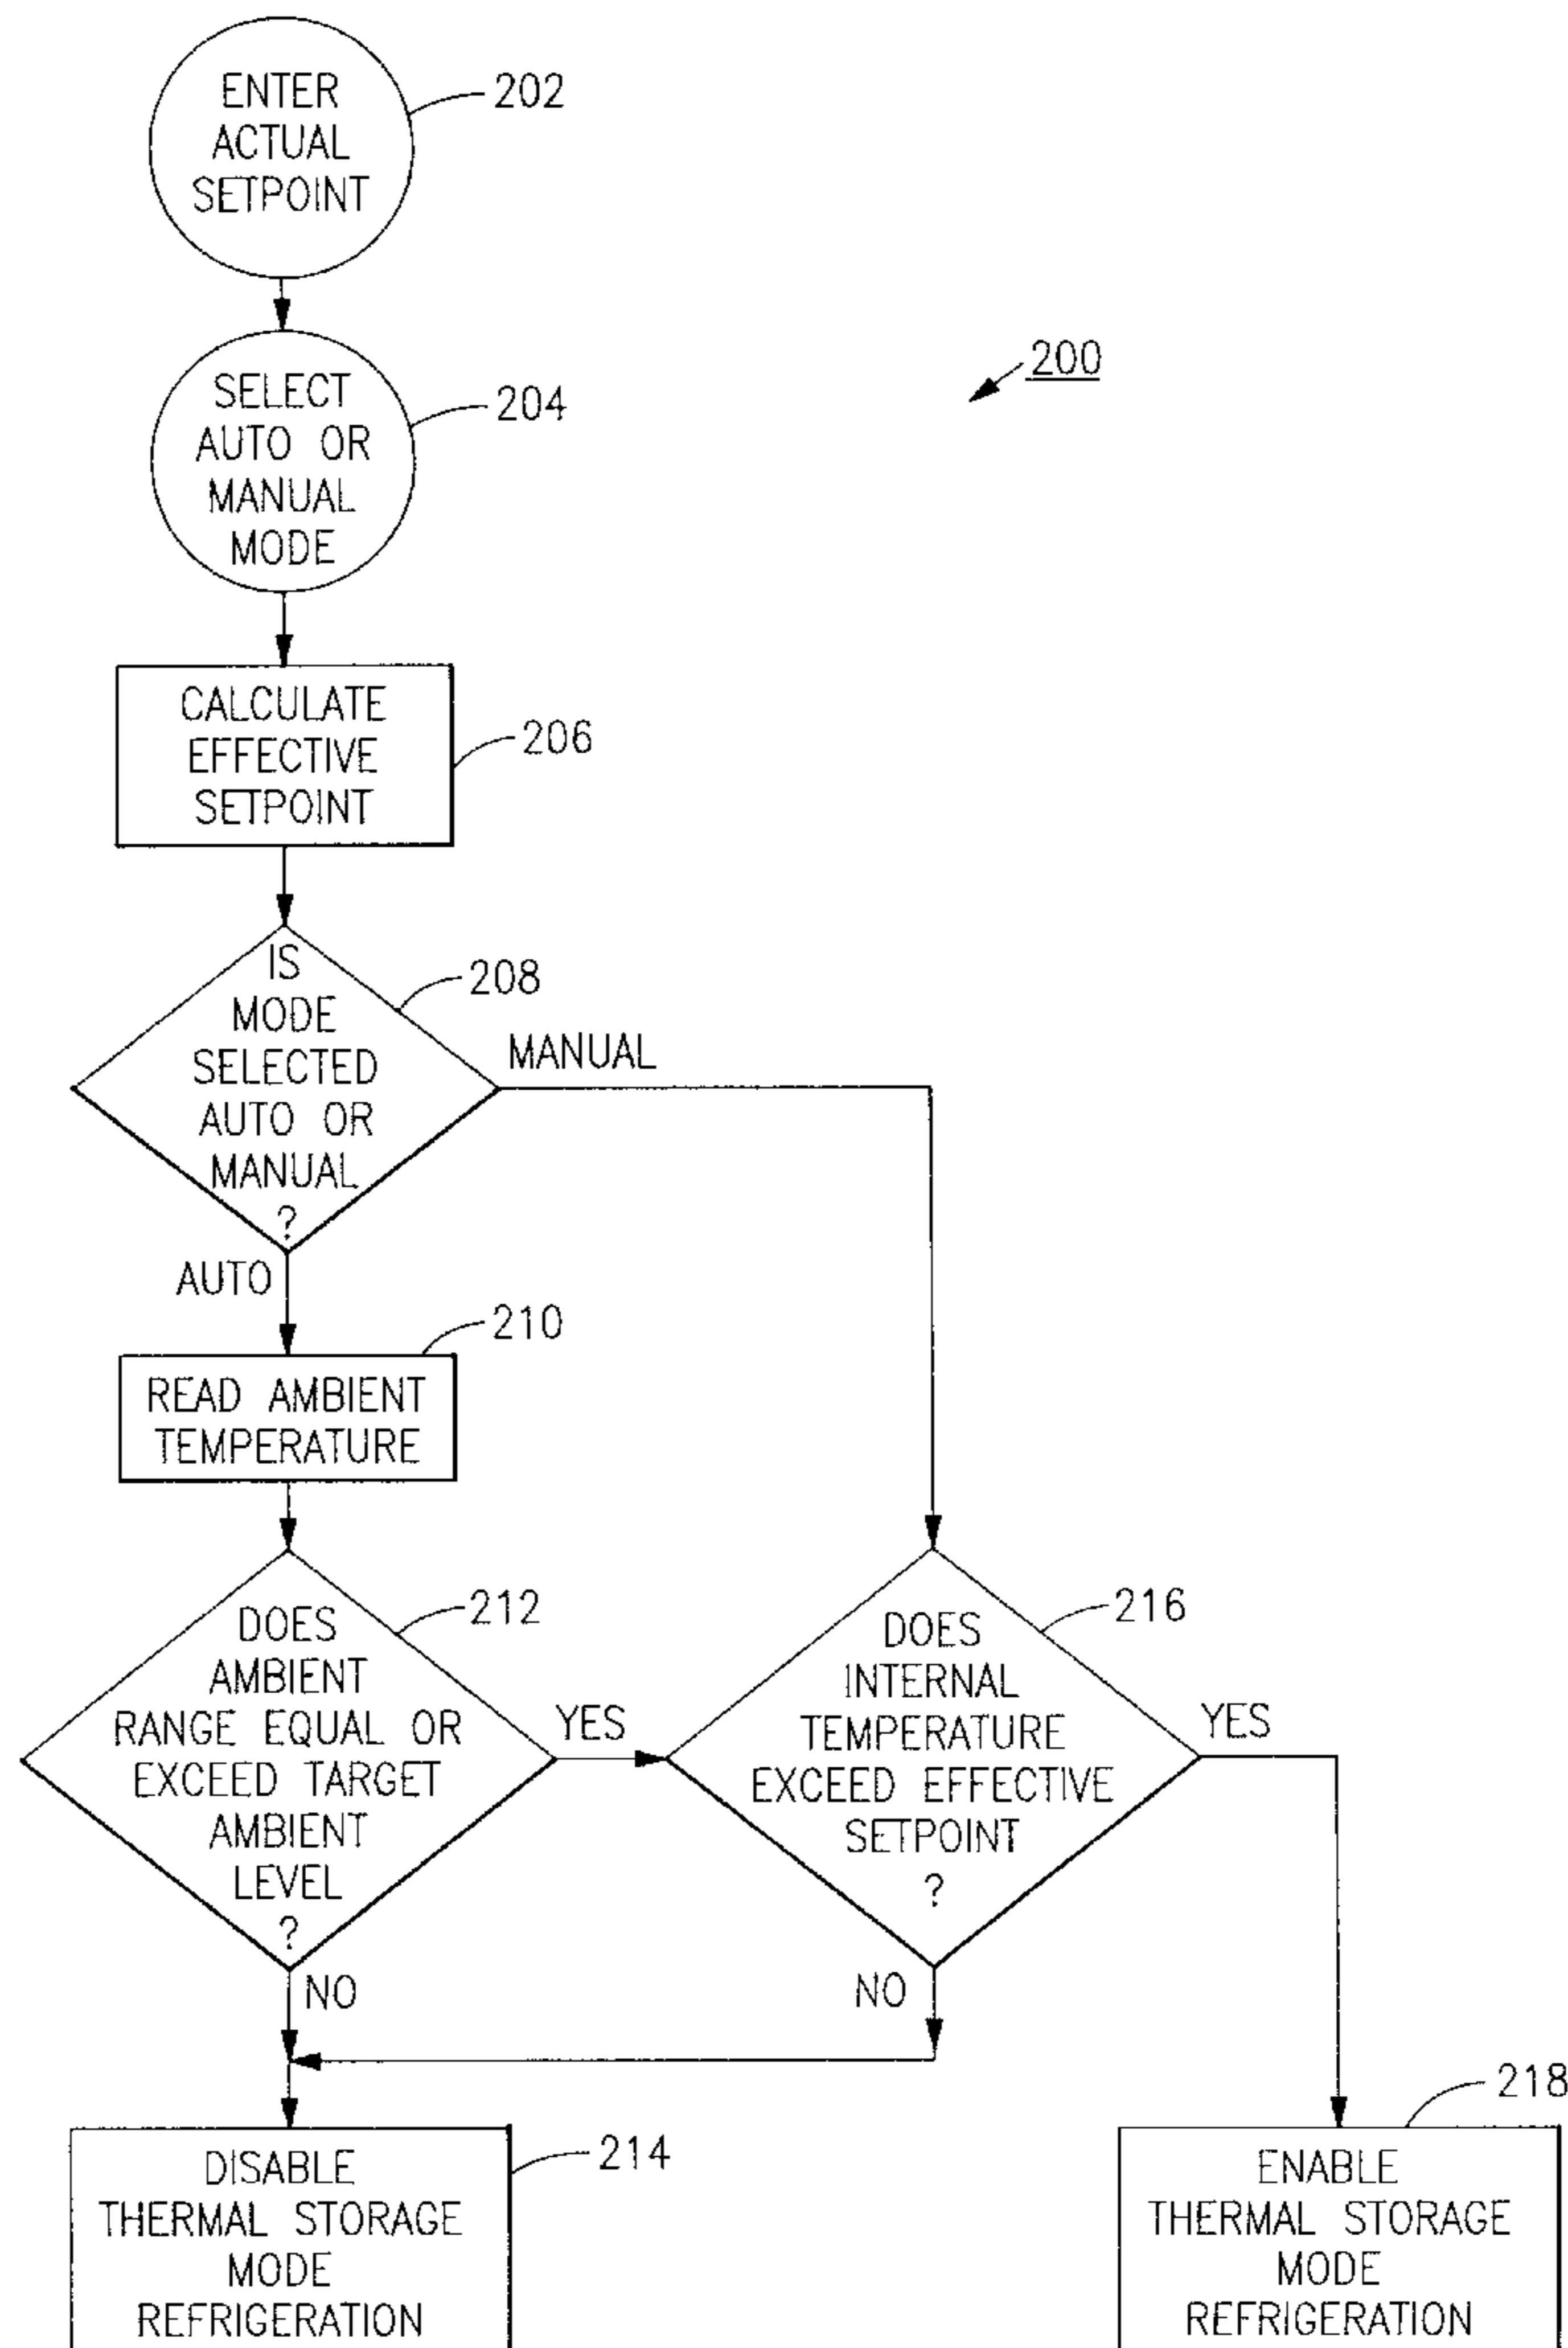 ENTER
ACTUAL
SETPOINT
202
SELECT
AUTO OR
MANUAL
MODE
204
200
CALCULATE
EFFECTIVE
SETPOINT
206
IS
MODE
SELECTED
AUTO OR
MANUAL
?
208
MANUAL
AUTO
210
READ AMBIENT
TEMPERATURE
DOES
AMBIENT
RANGE EQUAL OR
EXCEED TARGET
AMBIENT
LEVEL
?
212
YES
NO
DOES
INTERNAL
TEMPERATURE
EXCEED EFFECTIVE
SETPOINT
?
216
YES
NO
DISABLE
THERMAL STORAGE
MODE
REFRIGERATION
214
218
ENABLE
THERMAL STORAGE
MODE
REFRIGERATION